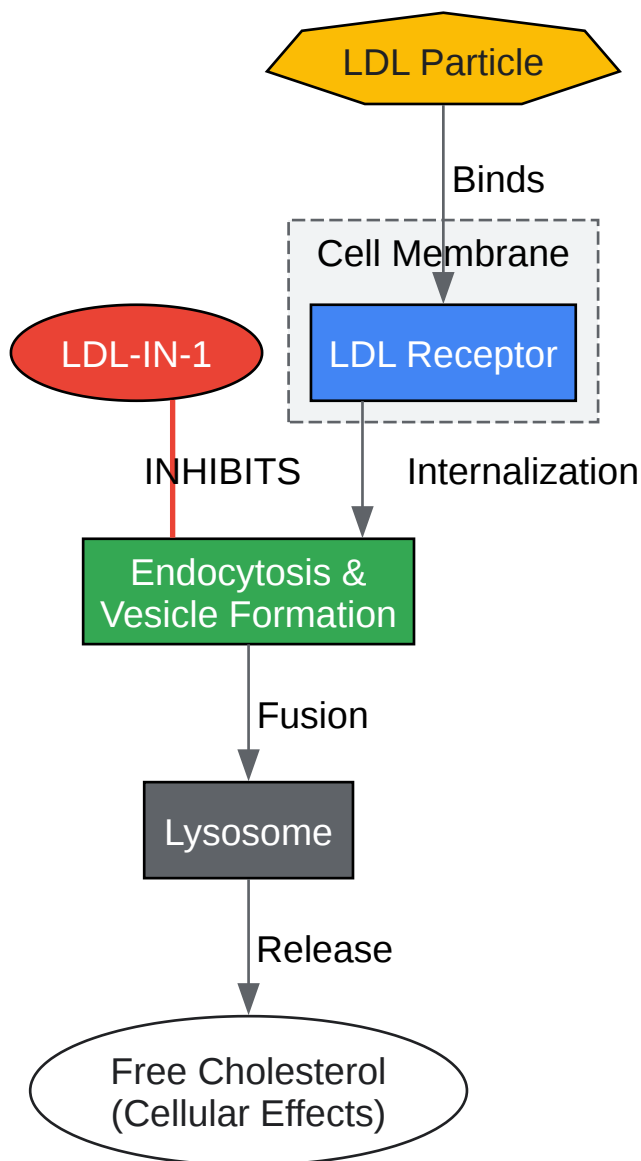 LDL Particle
Binds
Cell Membrane
LDL-IN-1
LDL Receptor
INHIBITS
Internalization
Endocytosis &
Vesicle Formation
Fusion
Lysosome
Release
Free Cholesterol
(Cellular Effects)